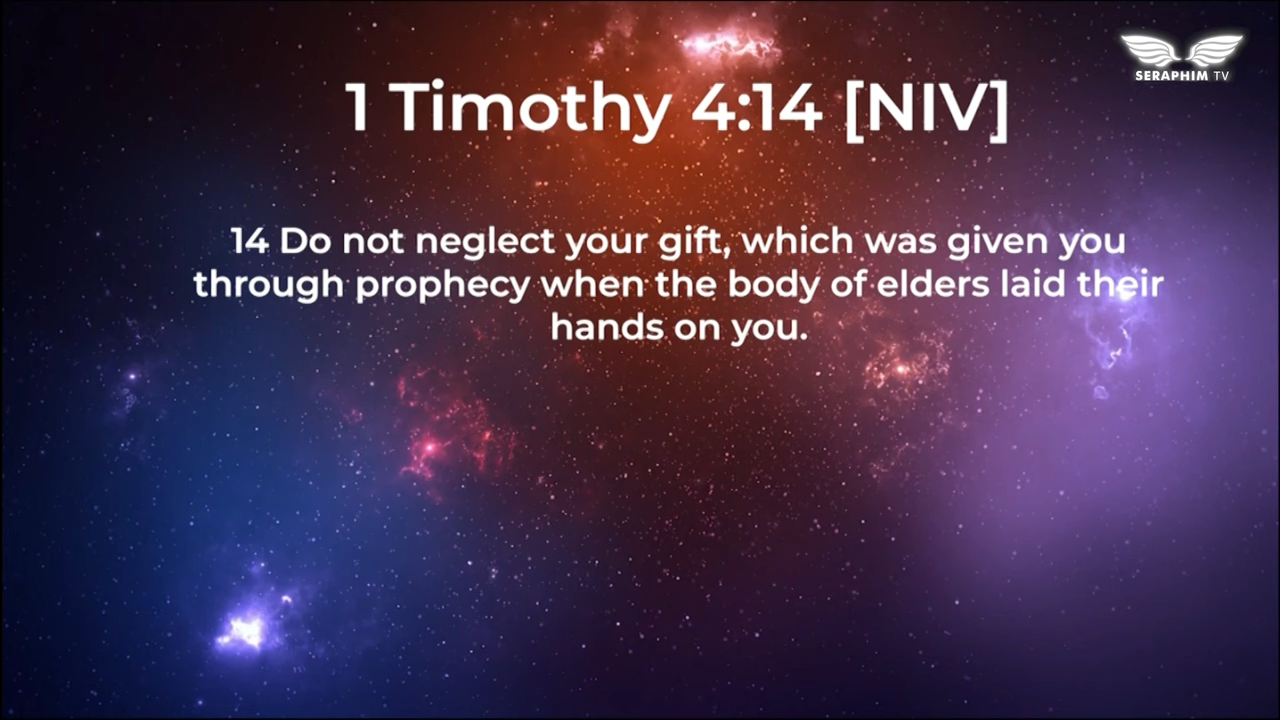 SERAPHIM TV
1 Timothy 4:14 [NIV]
14 Do not neglect your gift, which was given you
through prophecy when the body of elders laid their
hands on you.